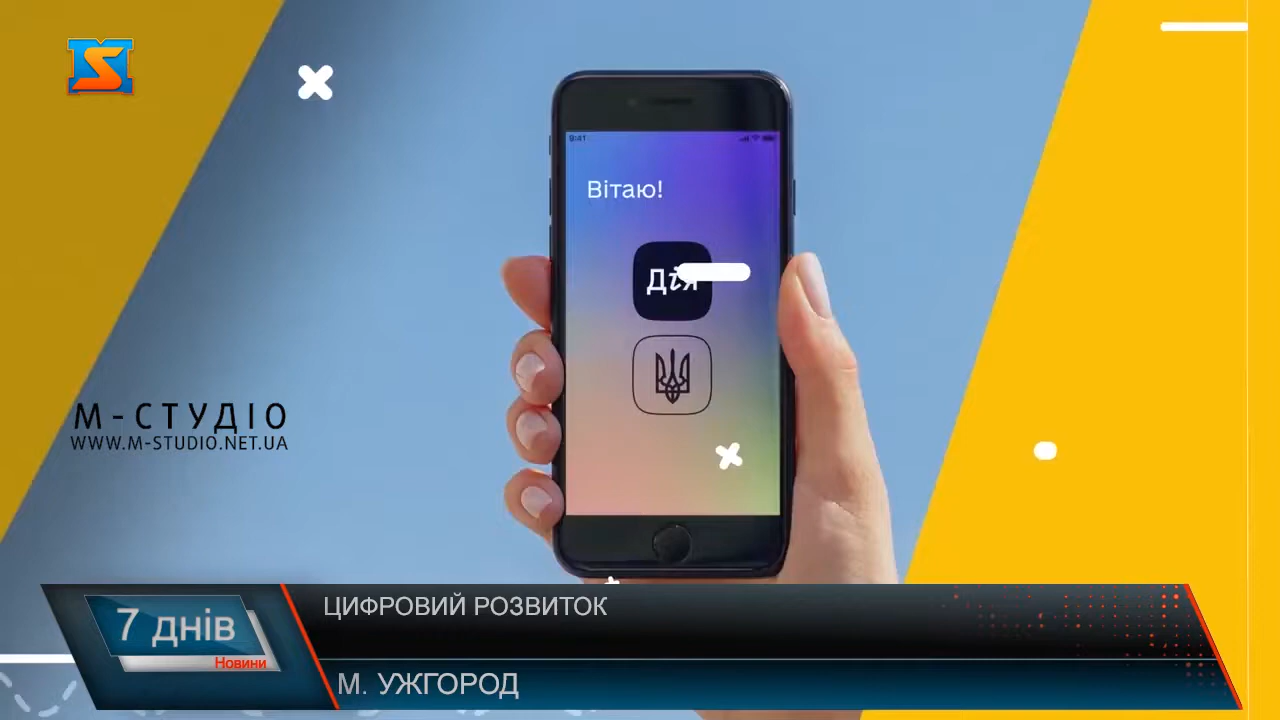 9:41
Вітаю!
Дія
М-СТУДІО
WWW.M-STUDIO.NET.UA
7 днів
Новини
ЦИФРОВИЙ РОЗВИТОК
М. УЖГОРОД